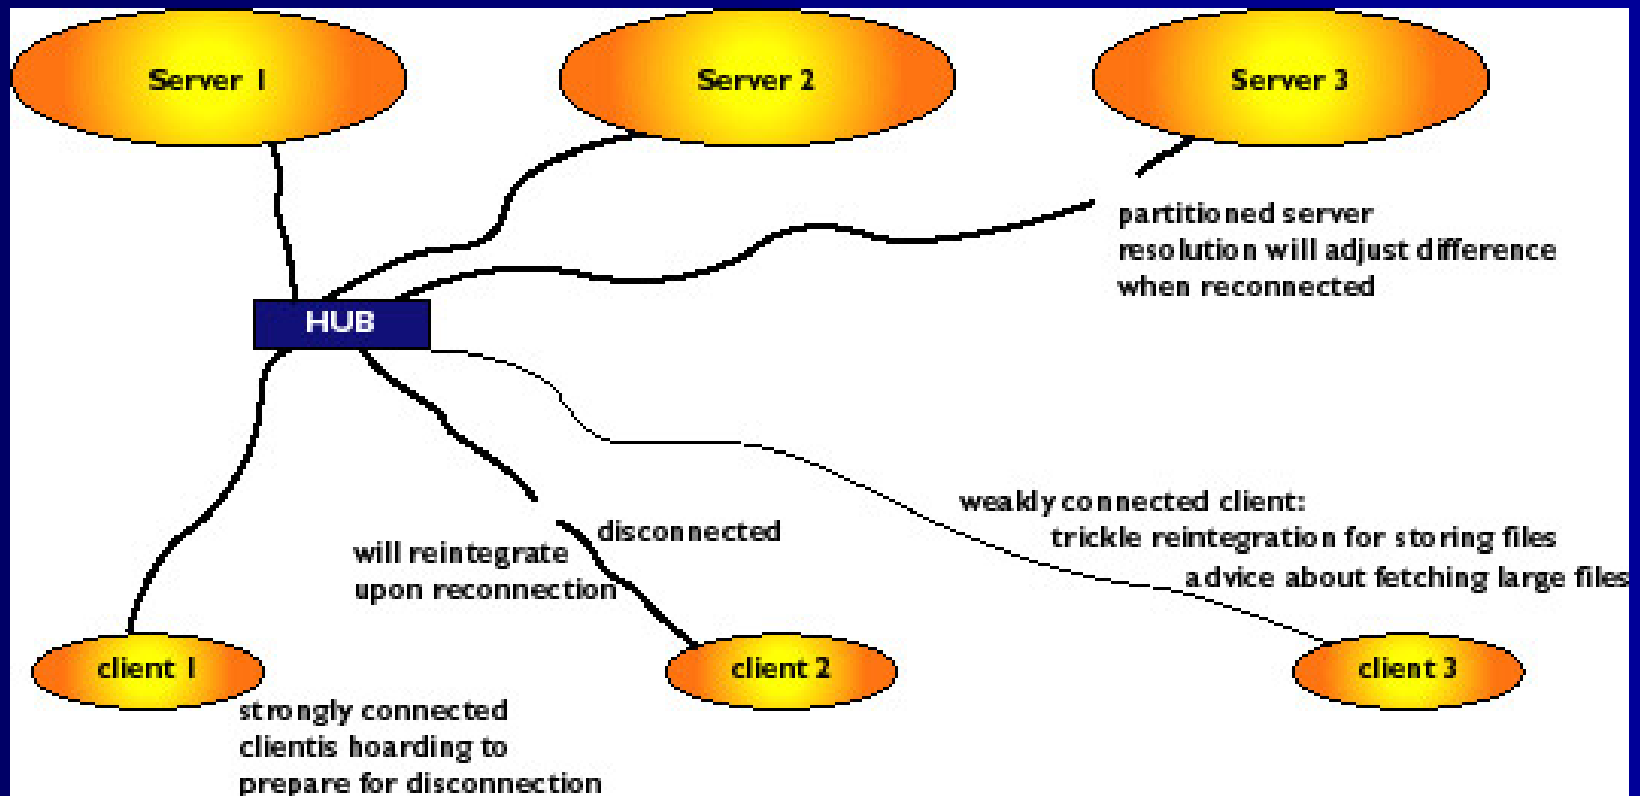 Server 1
Server 2
Server 3
partitioned server
resolution will adjust difference
when reconnected
HUB
weakly connected client:
trickle reintegration for storing files
advice about fetching large files
disconnected
will reintegrate
upon reconnection
client 1
client 2
client 3
strongly connected
clientis hoarding to
prepare for disconnection